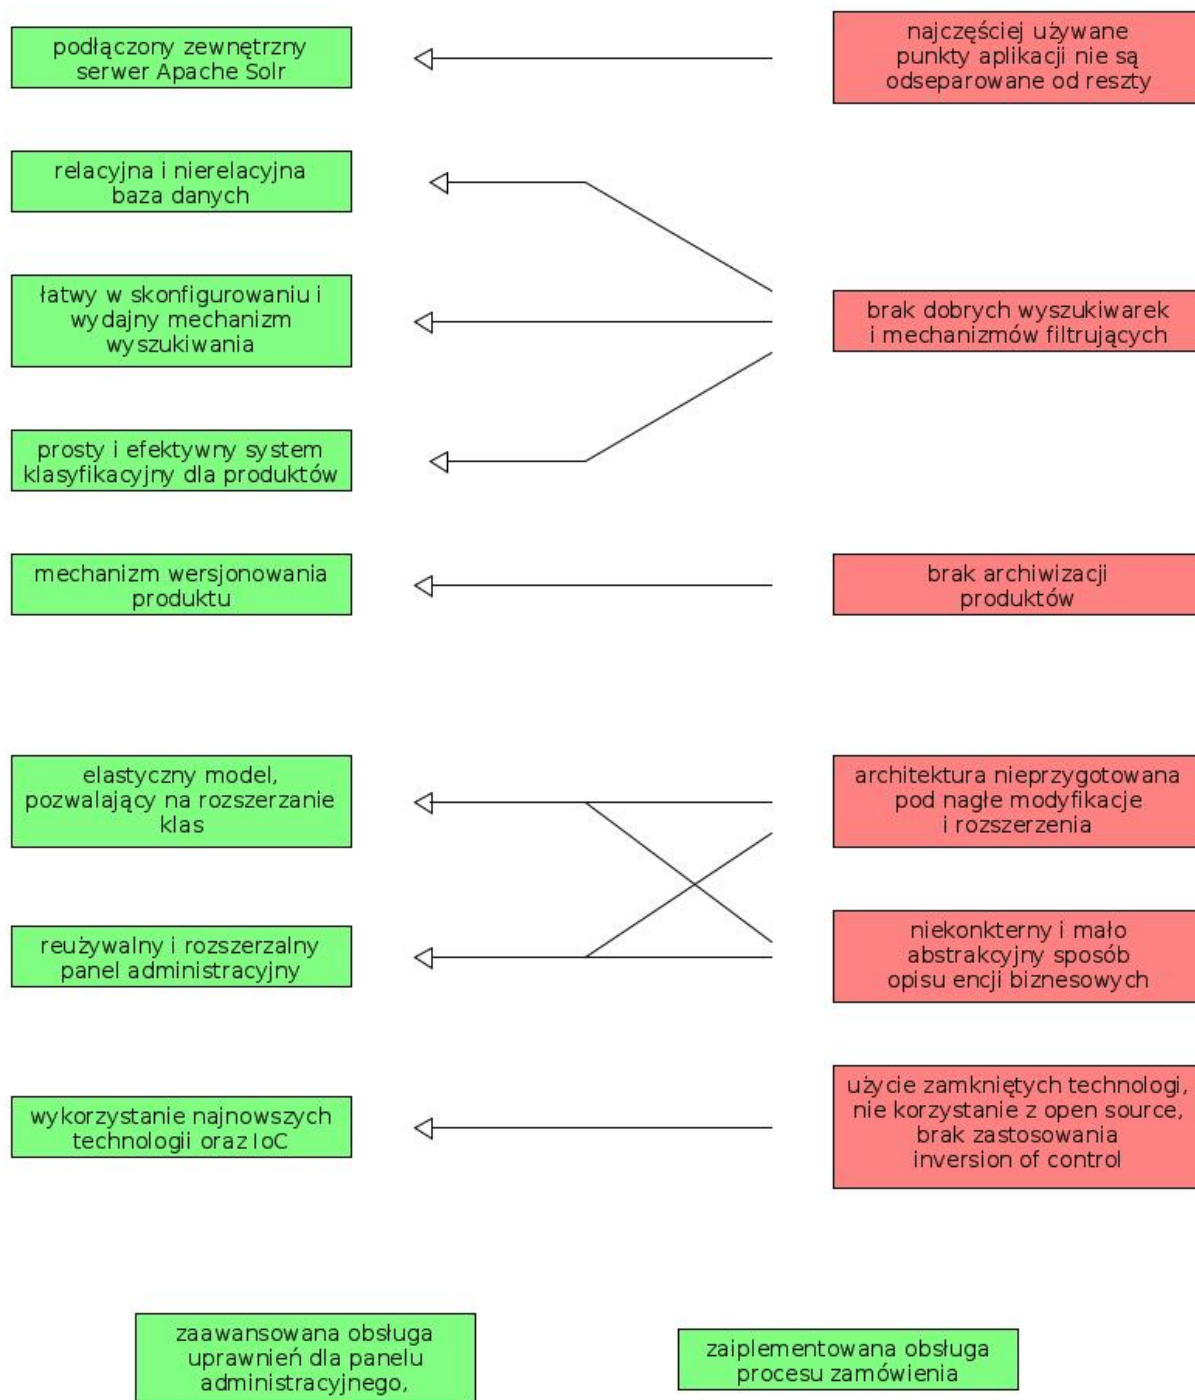 podłączony zewnętrzny
serwer Apache Solr
najczęściej używane
punkty aplikacji nie są
odseparowane od reszty
relacyjna i nierelacyjna
baza danych
łatwy w skonfigurowaniu i
wydajny mechanizm
wyszukiwania
brak dobrych wyszukiwarek
i mechanizmów filtrujących
prosty i efektywny system
klasyfikacyjny dla produktów
mechanizm wersjonowania
produktu
brak archiwizacji
produktów
elastyczny model,
pozwalający na rozszerzanie
klas
architektura nieprzygotowana
pod nagłe modyfikacje
i rozszerzenia
reużywalny i rozszerzalny
panel administracyjny
niekonkterny i mało
abstrakcyjny sposób
opisu encji biznesowych
wykorzystanie najnowszych
technologii oraz IoC
użycie zamkniętych technologi,
nie korzystanie z open source,
brak zastosowania
inversion of control
zaawansowana obsługa
uprawnień dla panelu
administracyjnego,
zaiplementowana obsługa
procesu zamówienia